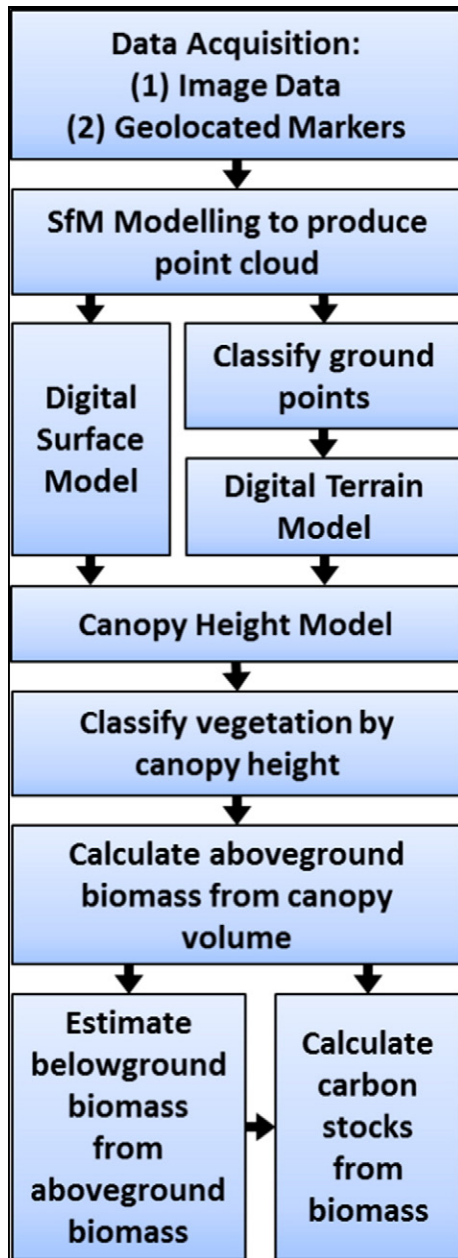 Data Acquisition:
(1) Image Data
(2) Geolocated Markers
SfM Modelling to produce
point cloud
Digital
Surface
Model
Classify ground
points
Digital Terrain
Model
Canopy Height Model
Classify vegetation by
canopy height
Calculate aboveground
biomass from canopy
volume
Estimate
belowground
biomass
from
aboveground
biomass
Calculate
carbon
stocks
from
biomass